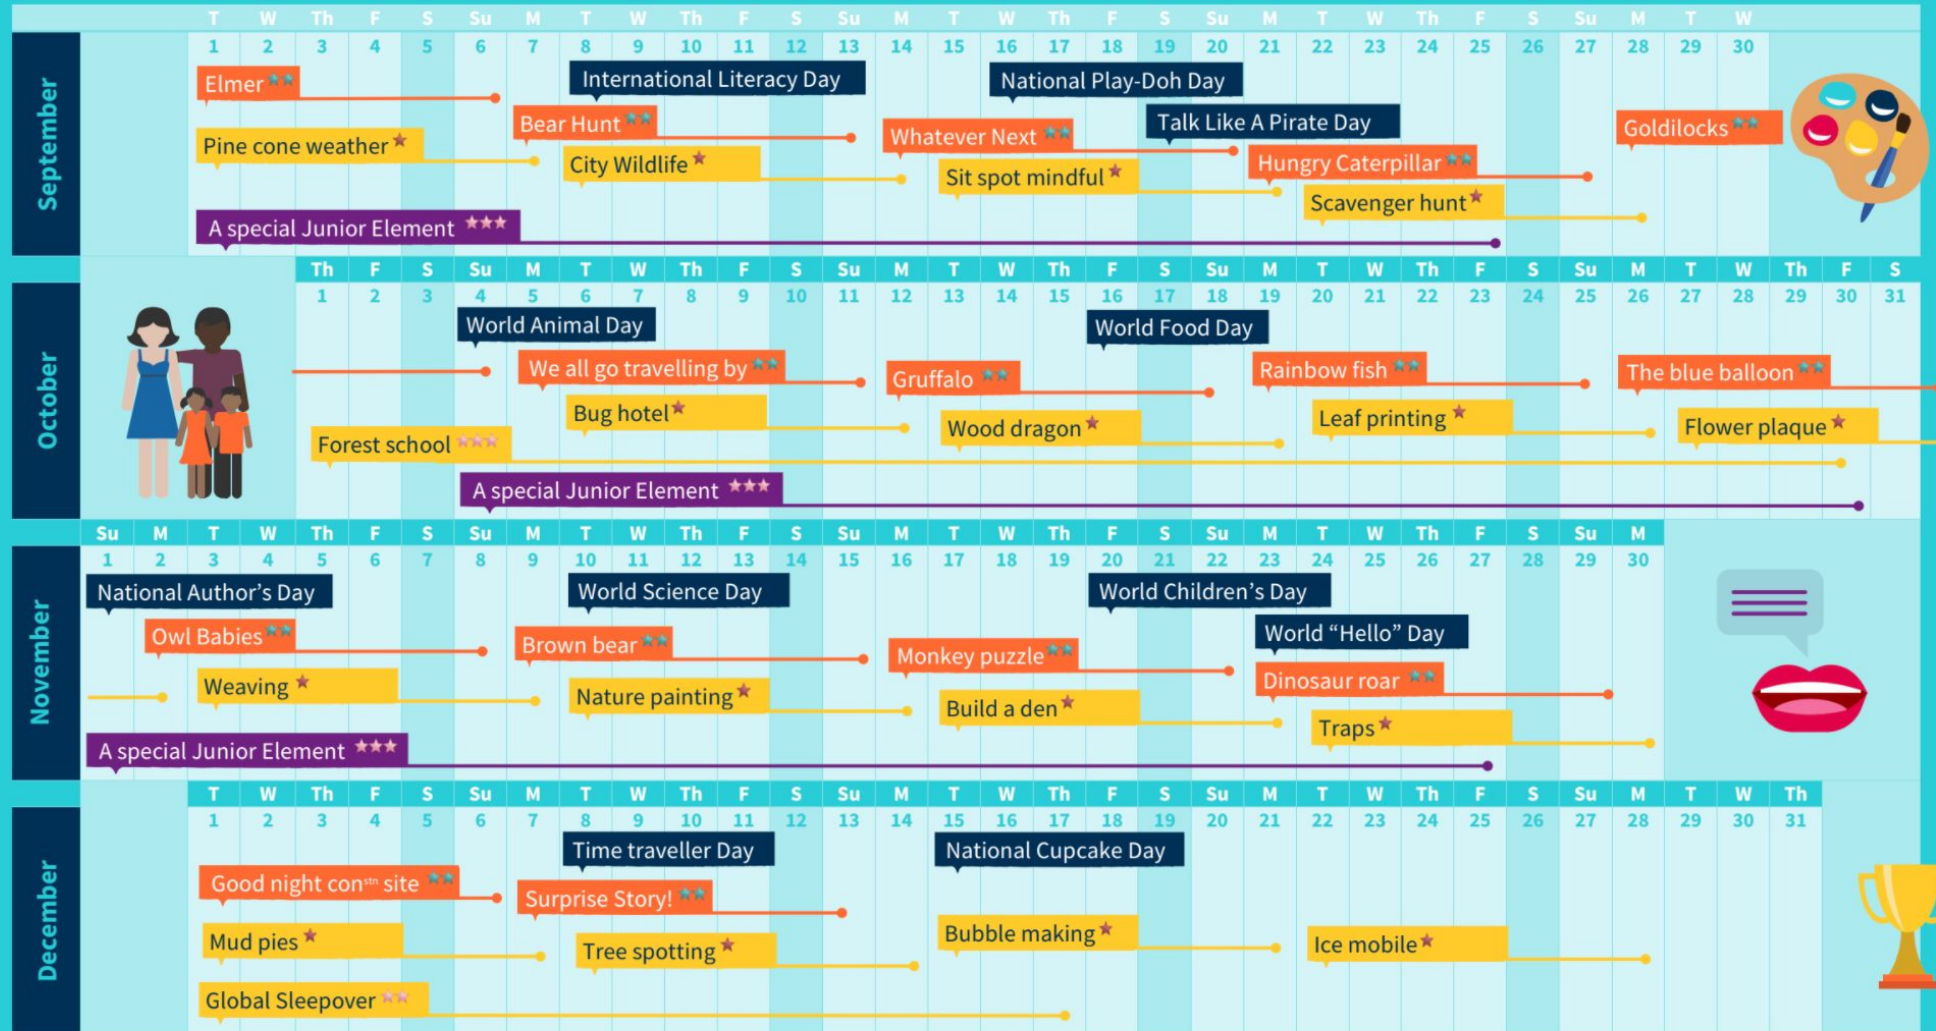 T W Th F S Su M T W Th F S Su M T W Th F S Su M T W Th F S Su M T W
September
1 2 3 4 5 6 7 8 9 10 11 12 13 14 15 16 17 18 19 20 21 22 23 24 25 26 27 28 29 30
Elmer
International Literacy Day
National Play-Doh Day
Bear Hunt
Talk Like A Pirate Day
Goldilocks
Pine cone weather
Whatever Next
City Wildlife
Hungry Caterpillar
Sit spot mindful
Scavenger hunt
A special Junior Element
Th F S Su M T W Th F S Su M T W Th F S Su M T W Th F S Su M T W Th F S
October
1 2 3 4 5 6 7 8 9 10 11 12 13 14 15 16 17 18 19 20 21 22 23 24 25 26 27 28 29 30 31
World Animal Day
World Food Day
We all go travelling by
Gruffalo
Rainbow fish
The blue balloon
Bug hotel
Wood dragon
Leaf printing
Flower plaque
Forest school
A special Junior Element
Su M T W Th F S Su M T W Th F S Su M T W Th F S Su M T W Th F S Su M
November
1 2 3 4 5 6 7 8 9 10 11 12 13 14 15 16 17 18 19 20 21 22 23 24 25 26 27 28 29 30
National Author's Day
World Science Day
World Children's Day
Owl Babies
Brown bear
Monkey puzzle
World “Hello” Day
Weaving
Nature painting
Build a den
Dinosaur roar
Traps
A special Junior Element
T W Th F S Su M T W Th F S Su M T W Th F S Su M T W Th F S Su M T W Th
December
1 2 3 4 5 6 7 8 9 10 11 12 13 14 15 16 17 18 19 20 21 22 23 24 25 26 27 28 29 30 31
Time traveller Day
National Cupcake Day
Good night constn site
Surprise Story!
Mud pies
Tree spotting
Bubble making
Ice mobile
Global Sleepover